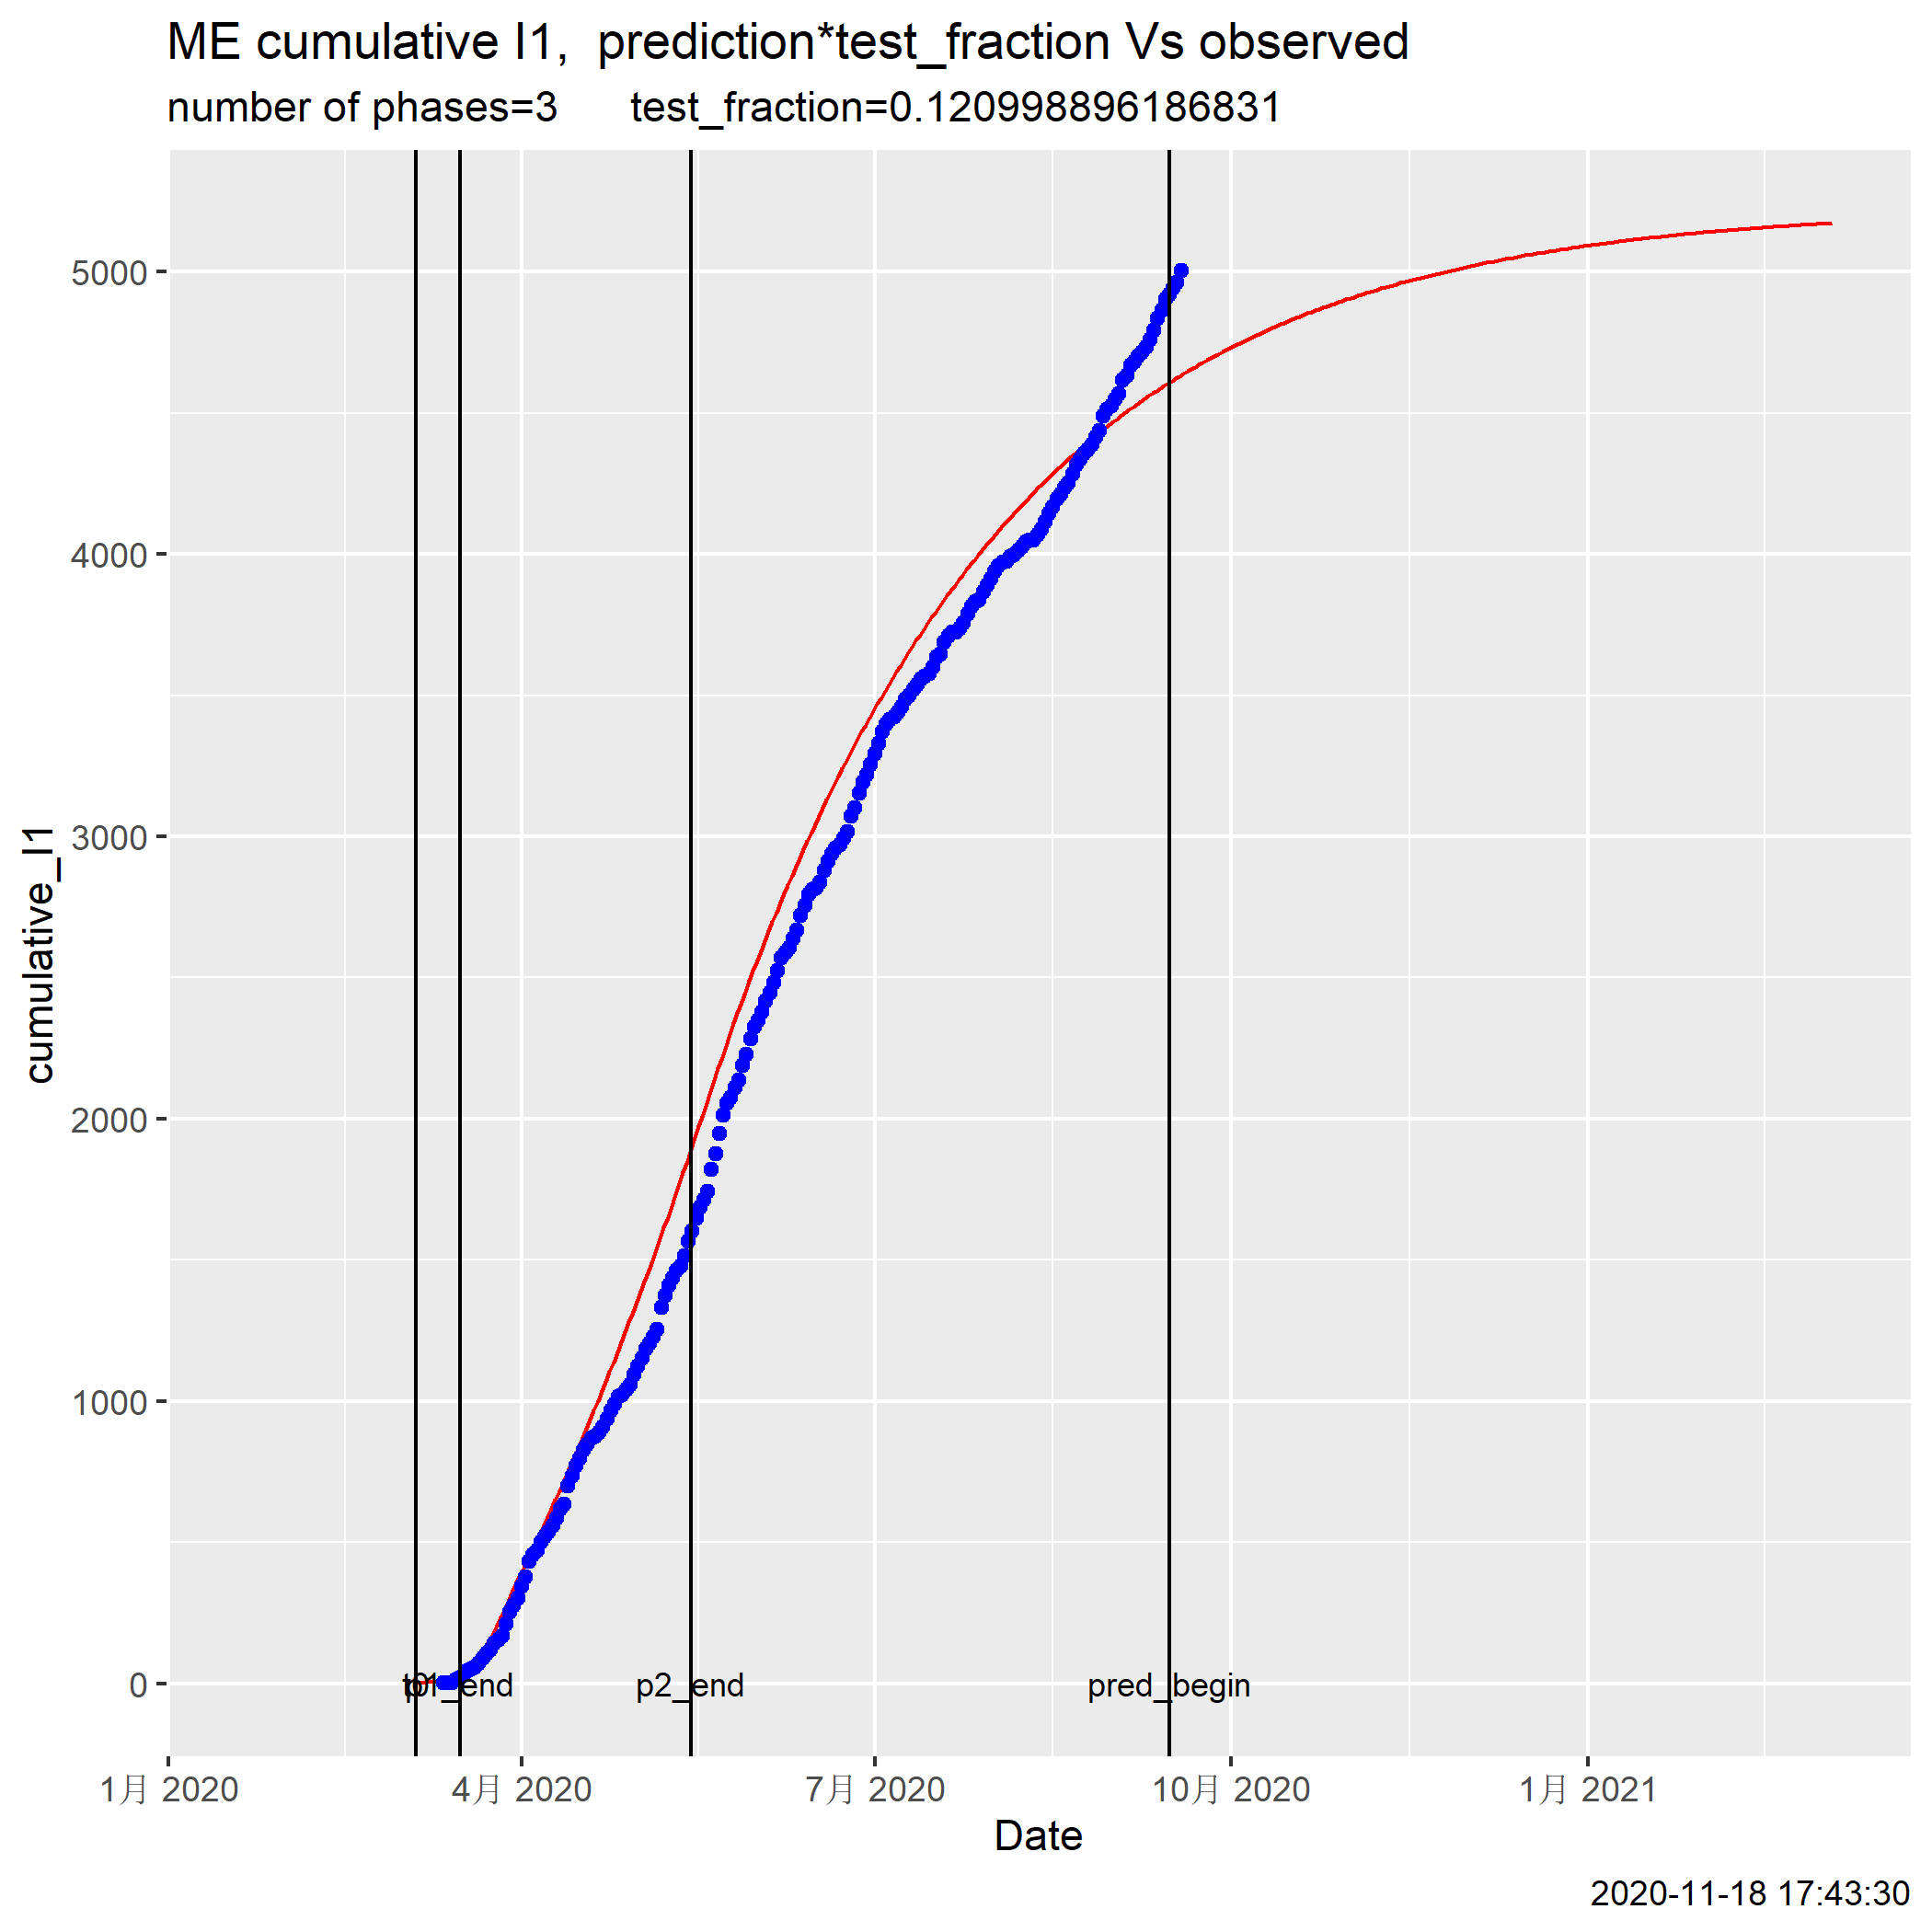 ME cumulative I1,  prediction*test_fraction Vs observed
number of phases=3      test_fraction=0.120998896186831
cumulative_I1
5000
4000
3000
2000
1000
0
t0
p1_end
p2_end
pred_begin
1月 2020
4月 2020
7月 2020
10月 2020
1月 2021
Date
2020-11-18 17:43:30